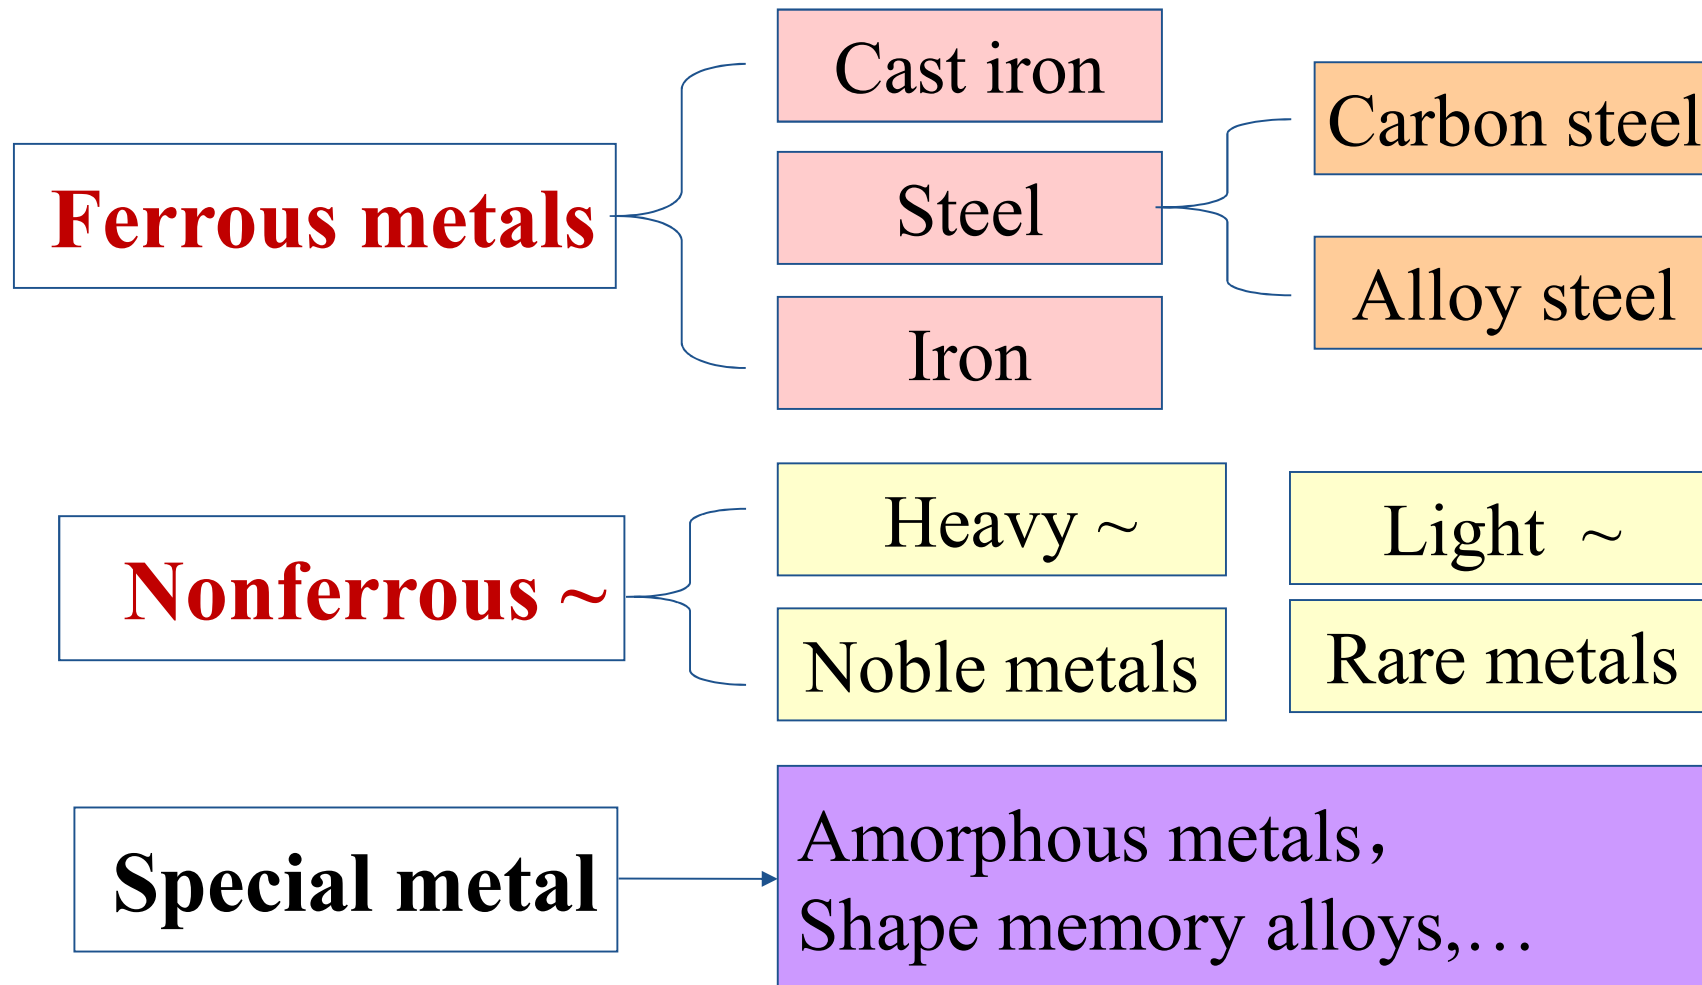 Cast iron
Carbon steel
Ferrous metals
Steel
Alloy steel
Iron
Heavy ~
Light ~
Nonferrous ~
Noble metals
Rare metals
Special metal
Amorphous metals，
Shape memory alloys,…